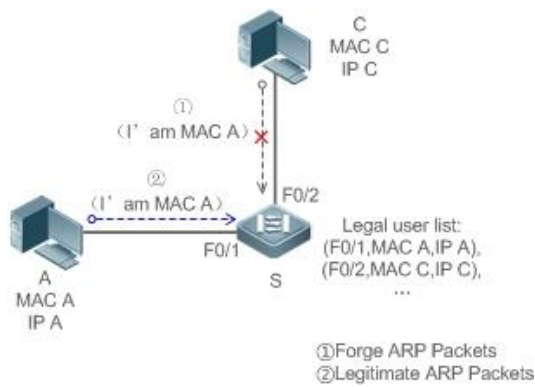 C
MAC C
IP C
①
(I' am MAC A)
②
(I' am MAC A)
F0/2
F0/1
S
A
MAC A
IP A
Legal user list:
(F0/1,MAC A,IP A),
(F0/2,MAC C,IP C),
...
①Forge ARP Packets
②Legitimate ARP Packets